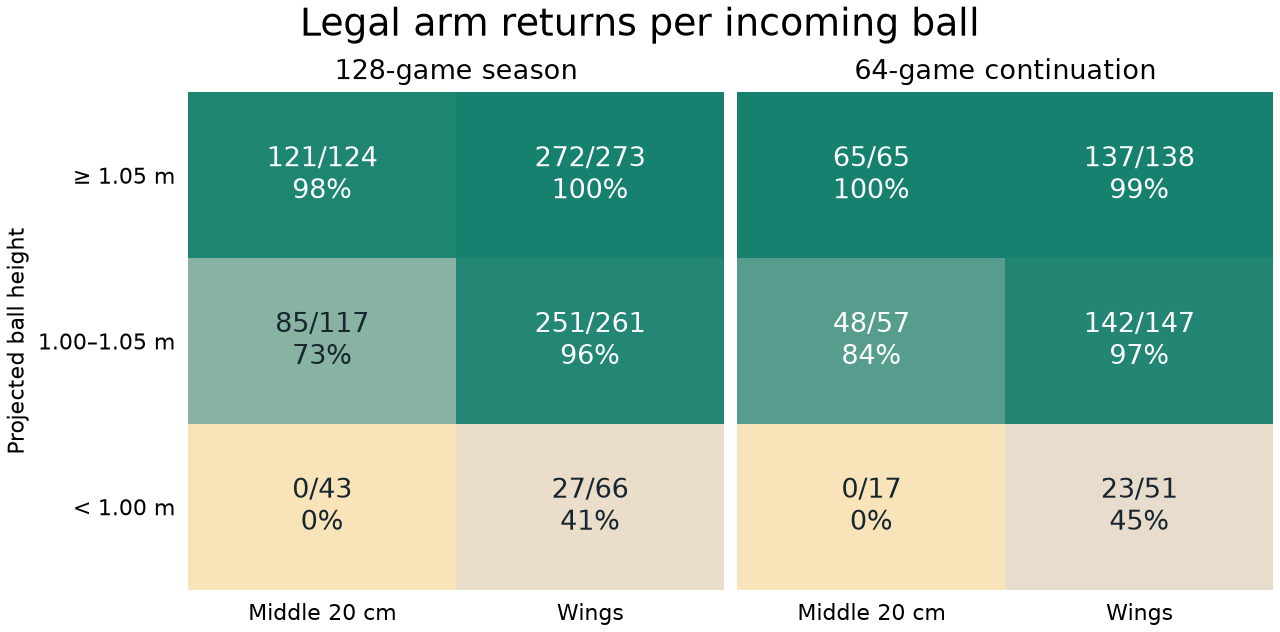 Legal arm returns per incoming ball
128-game season
64-game continuation
Projected ball height
≥ 1.05 m
121/124
98%
272/273
100%
65/65
100%
137/138
99%
1.00–1.05 m
85/117
73%
251/261
96%
48/57
84%
142/147
97%
< 1.00 m
0/43
0%
27/66
41%
0/17
0%
23/51
45%
Middle 20 cm
Wings
Middle 20 cm
Wings